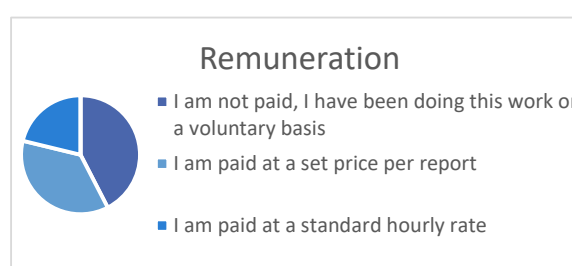 Remuneration
I am not paid, I have been doing this work
a voluntary basis
I am paid at a set price per report
I am paid at a standard hourly rate